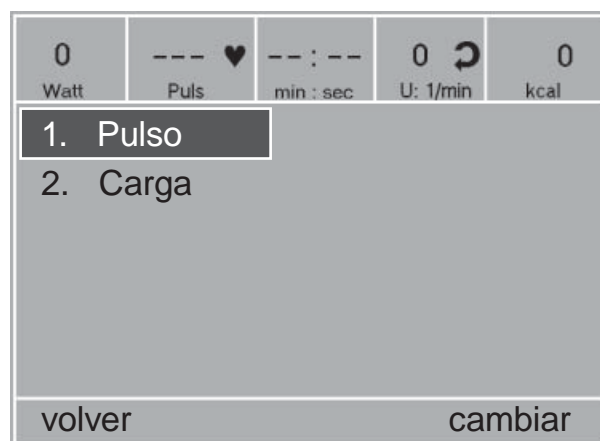 0 --- ♥ --:-- 0 0
Watt Puls min : sec U: 1/min kcal
1. Pulso
2. Carga
volver cambiar